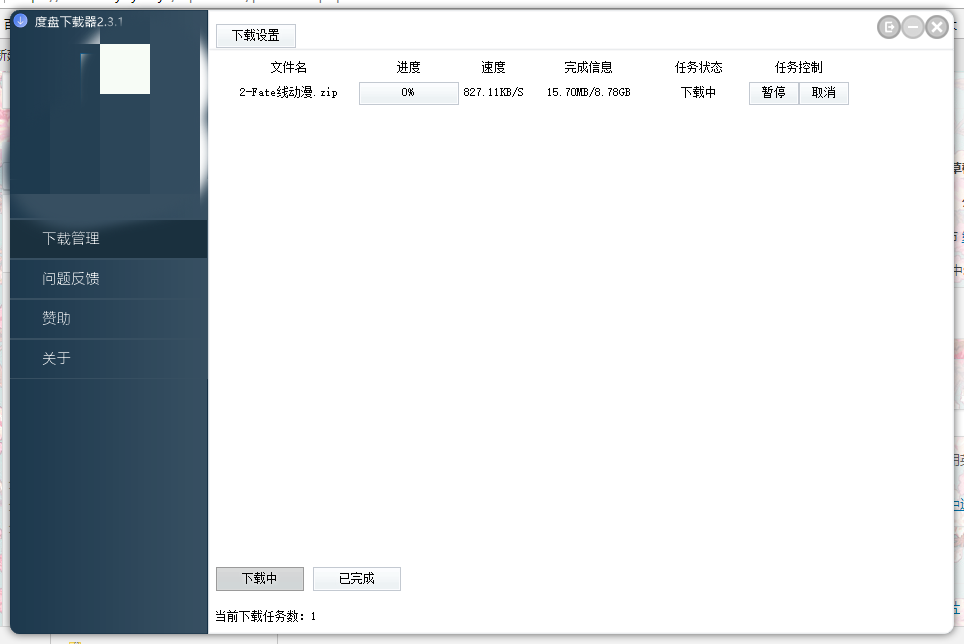 度盘下载器2.3.1
下载设置
文件名 进度 速度 完成信息 任务状态 任务控制
2-Fate线动漫.zip 0% 827.11KB/S 15.70MB/8.78GB 下载中 暂停 取消
下载管理
问题反馈
赞助
关于
下载中 已完成
当前下载任务数: 1